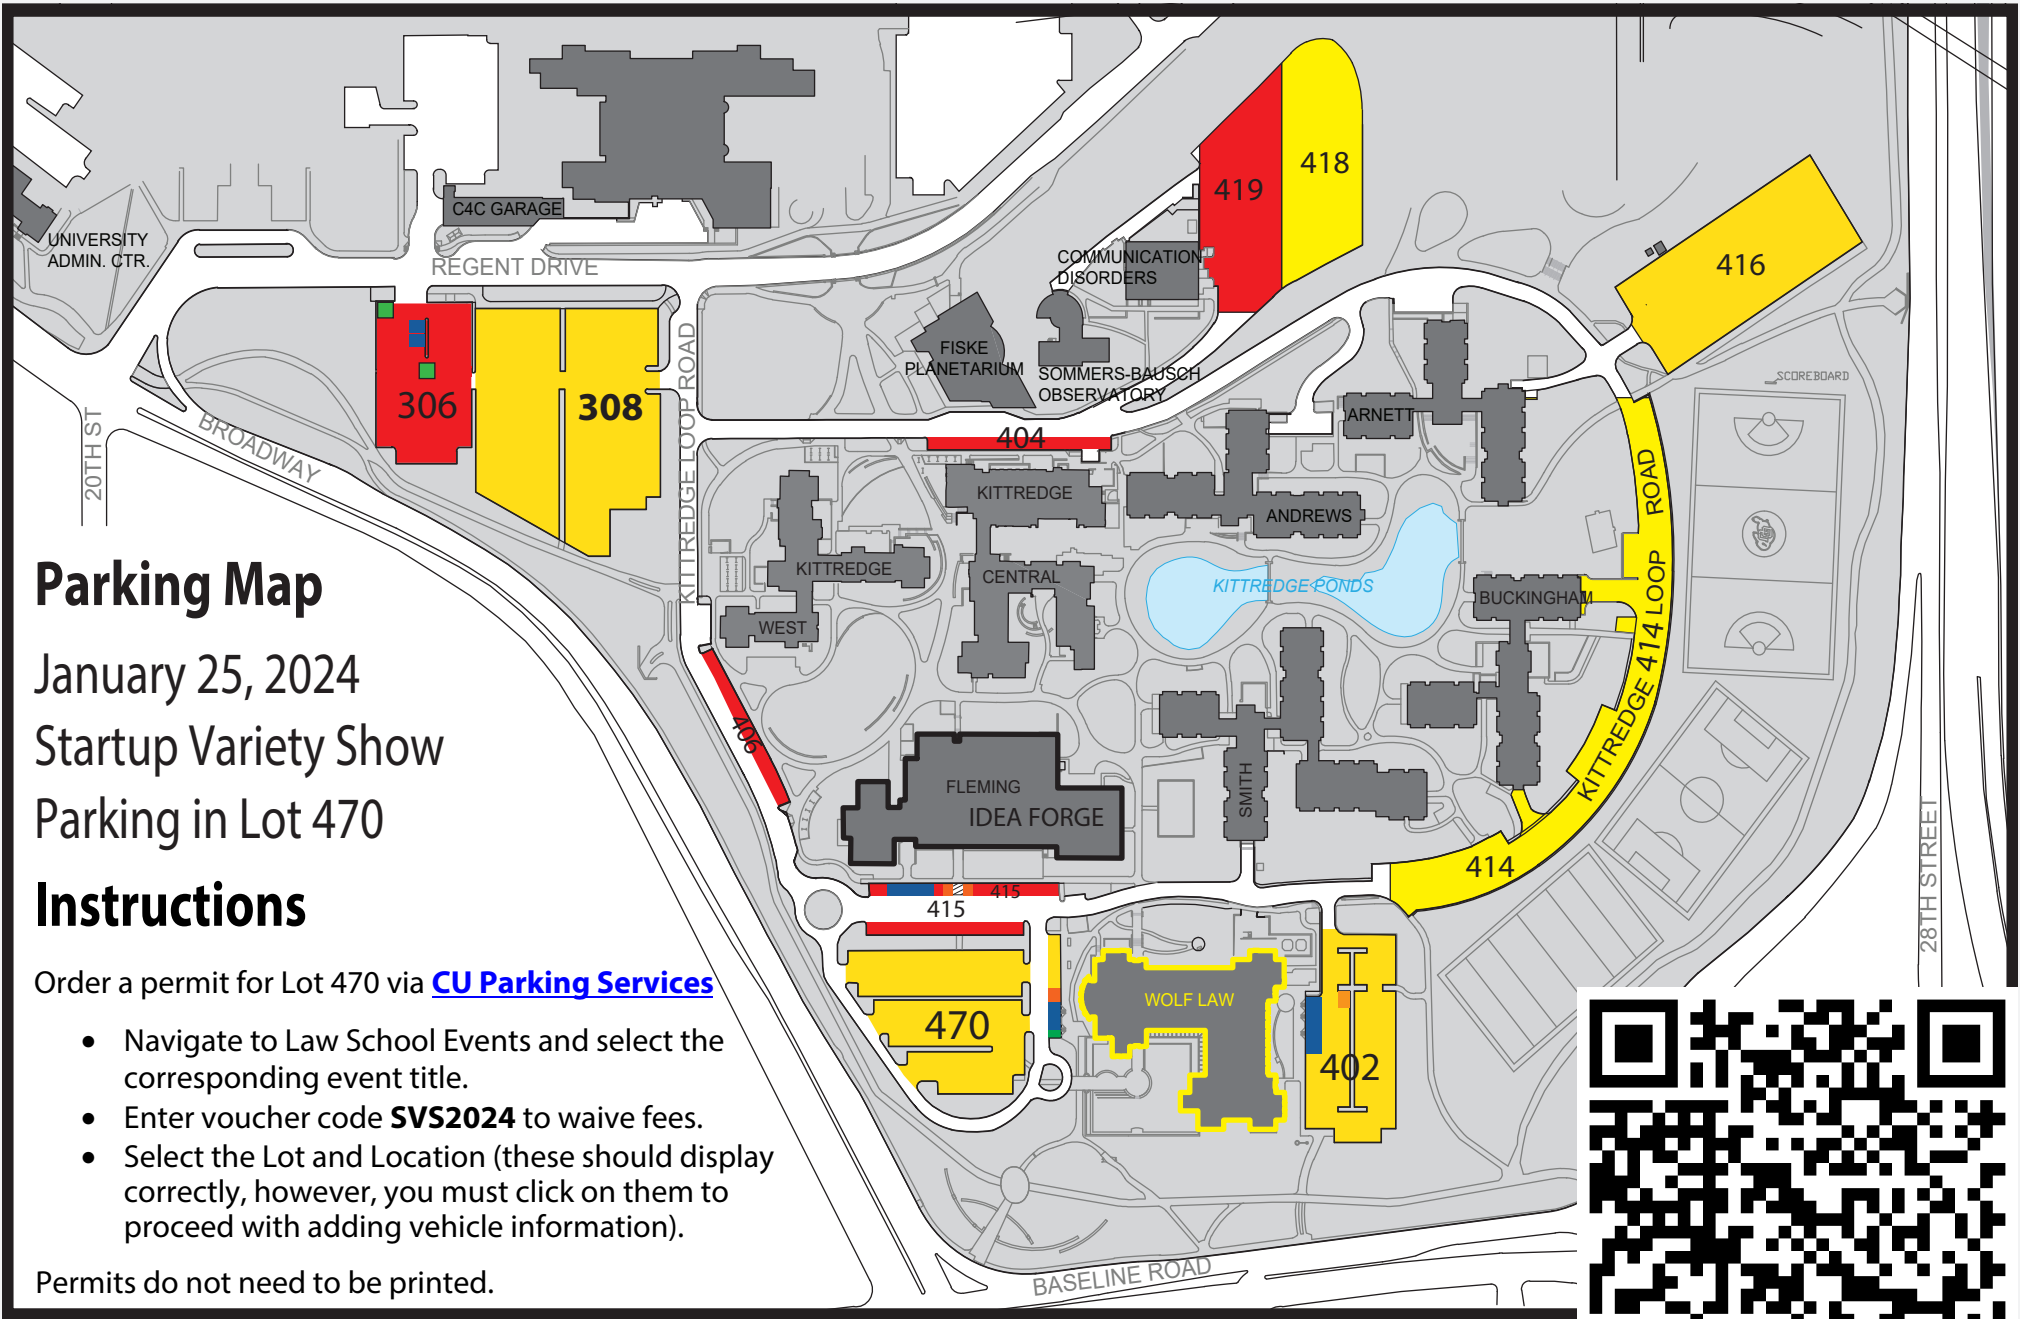 UNIVERSITY
ADMIN. CTR.
C4C GARAGE
REGENT DRIVE
COMMUNICATION
DISORDERS
419
418
416
FISKE
PLANETARIUM
SOMMERS-BAUSCH
OBSERVATORY
306
308
404
ARNETT
SCOREBOARD
20TH ST
BROADWAY
KITTREDGE LOOP ROAD
KITTREDGE
ANDREWS
KITTREDGE
CENTRAL
KITTREDGE PONDS
BUCKINGHAM
WEST
KITTREDGE 414 LOOP ROAD
406
FLEMING
IDEA FORGE
SMITH
414
28TH STREET
415
415
WOLF LAW
470
402
BASELINE ROAD
Parking Map
January 25, 2024
Startup Variety Show
Parking in Lot 470
Instructions
Order a permit for Lot 470 via CU Parking Services
• Navigate to Law School Events and select the
corresponding event title.
• Enter voucher code SVS2024 to waive fees.
• Select the Lot and Location (these should display
correctly, however, you must click on them to
proceed with adding vehicle information).
Permits do not need to be printed.